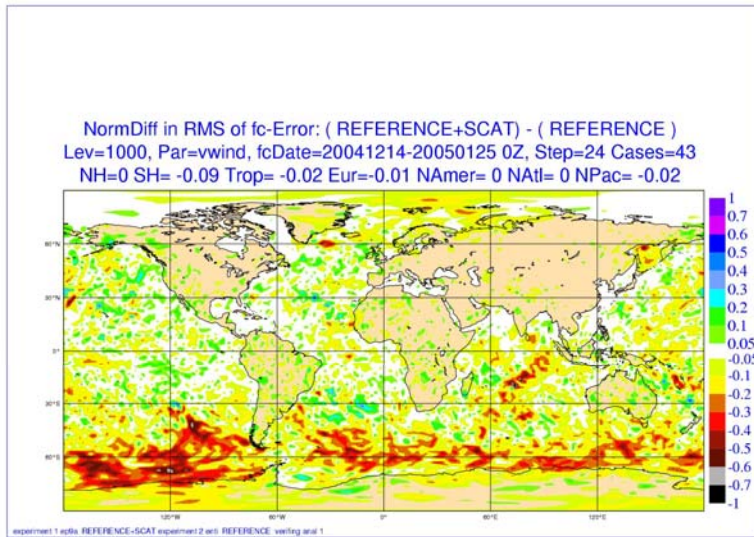 NormDiff in RMS of fc-Error: ( REFERENCE+SCAT) - ( REFERENCE )
Lev=1000, Par=vwind, fcDate=20041214-20050125 0Z, Step=24 Cases=43
NH=0 SH= -0.09 Trop= -0.02 Eur=-0.01 NAmer= 0 NAtl= 0 NPac= -0.02
1
0.7
0.6
0.5
0.4
0.3
0.2
0.1
0.05
-0.05
-0.1
-0.2
-0.3
-0.4
-0.5
-0.6
-0.7
-1
60°N
30°N
0°
30°S
60°S
120°W
60°W
0°
60°E
120°E
experiment 1 REFERENCE+SCAT experiment 2 REFERENCE verifing anal 1